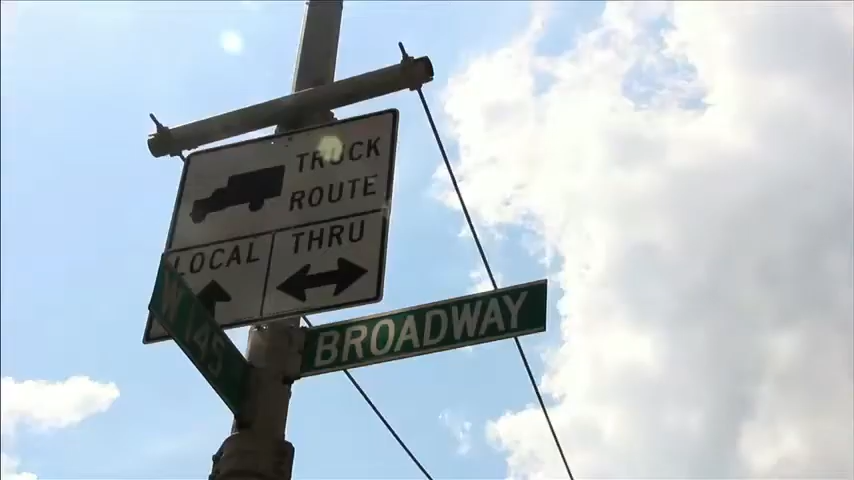 TRUCK
ROUTE
LOCAL
THRU
W 145
BROADWAY